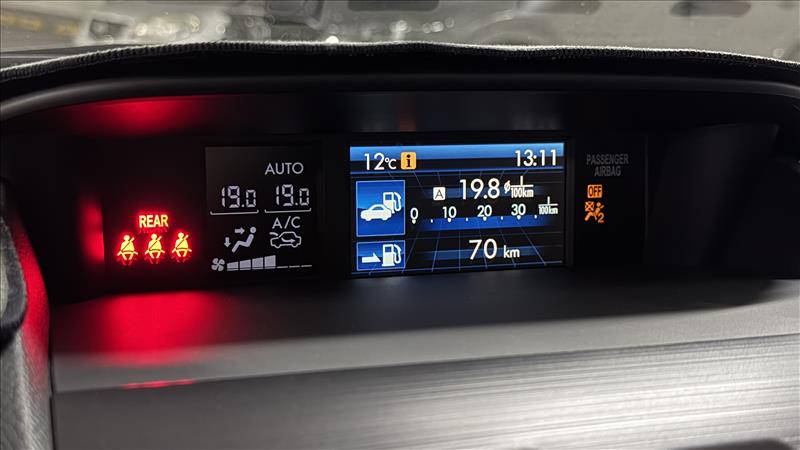 REAR
AUTO
19.0 19.0
A/C
12°C i 13:11
A 19.8 ø l/100km
0 10 20 30 l/100km
70 km
PASSENGER
AIRBAG
OFF
2